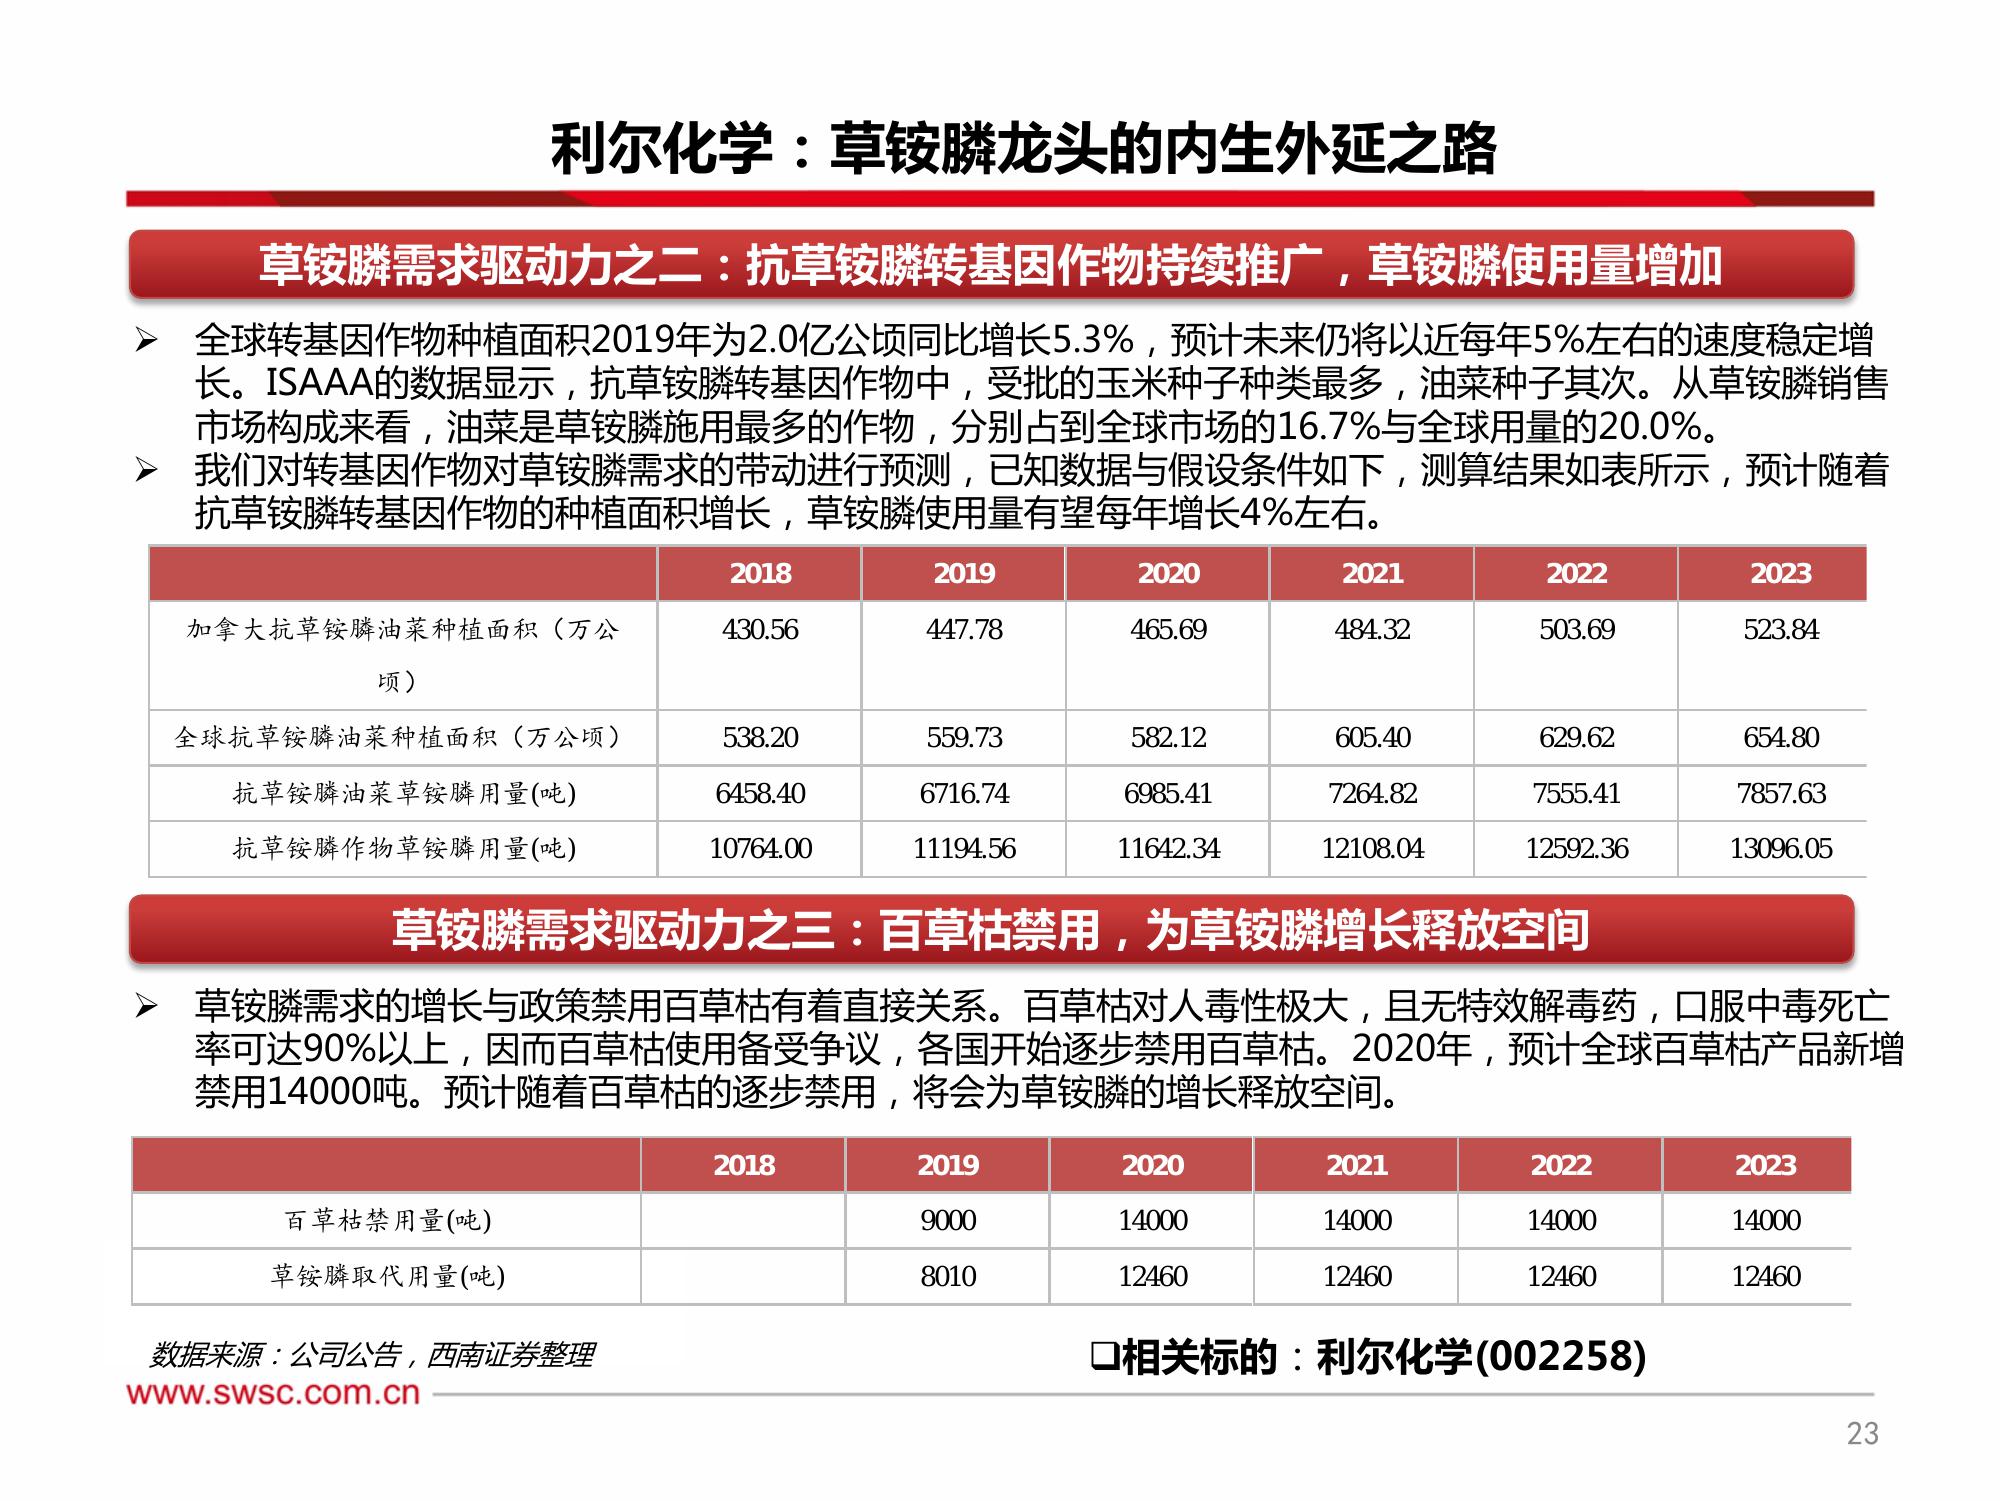 利尔化学：草铵膦龙头的内生外延之路
草铵膦需求驱动力之二：抗草铵膦转基因作物持续推广，草铵膦使用量增加
➢ 全球转基因作物种植面积2019年为2.0亿公顷同比增长5.3%，预计未来仍将以近每年5%左右的速度稳定增
长。ISAAA的数据显示，抗草铵膦转基因作物中，受批的玉米种子种类最多，油菜种子其次。从草铵膦销售
市场构成来看，油菜是草铵膦施用最多的作物，分别占到全球市场的16.7%与全球用量的20.0%。
➢ 我们对转基因作物对草铵膦需求的带动进行预测，已知数据与假设条件如下，测算结果如表所示，预计随着
抗草铵膦转基因作物的种植面积增长，草铵膦使用量有望每年增长4%左右。
2018 2019 2020 2021 2022 2023
加拿大抗草铵膦油菜种植面积（万公 430.56 447.78 465.69 484.32 503.69 523.84
顷）
全球抗草铵膦油菜种植面积（万公顷） 538.20 559.73 582.12 605.40 629.62 654.80
抗草铵膦油菜草铵膦用量(吨) 6458.40 6716.74 6985.41 7264.82 7555.41 7857.63
抗草铵膦作物草铵膦用量(吨) 10764.00 11194.56 11642.34 12108.04 12592.36 13096.05
草铵膦需求驱动力之三：百草枯禁用，为草铵膦增长释放空间
➢ 草铵膦需求的增长与政策禁用百草枯有着直接关系。百草枯对人毒性极大，且无特效解毒药，口服中毒死亡
率可达90%以上，因而百草枯使用备受争议，各国开始逐步禁用百草枯。2020年，预计全球百草枯产品新增
禁用14000吨。预计随着百草枯的逐步禁用，将会为草铵膦的增长释放空间。
2018 2019 2020 2021 2022 2023
百草枯禁用量(吨) 9000 14000 14000 14000 14000
草铵膦取代用量(吨) 8010 12460 12460 12460 12460
数据来源：公司公告，西南证券整理
❑相关标的：利尔化学(002258)
www.swsc.com.cn
23